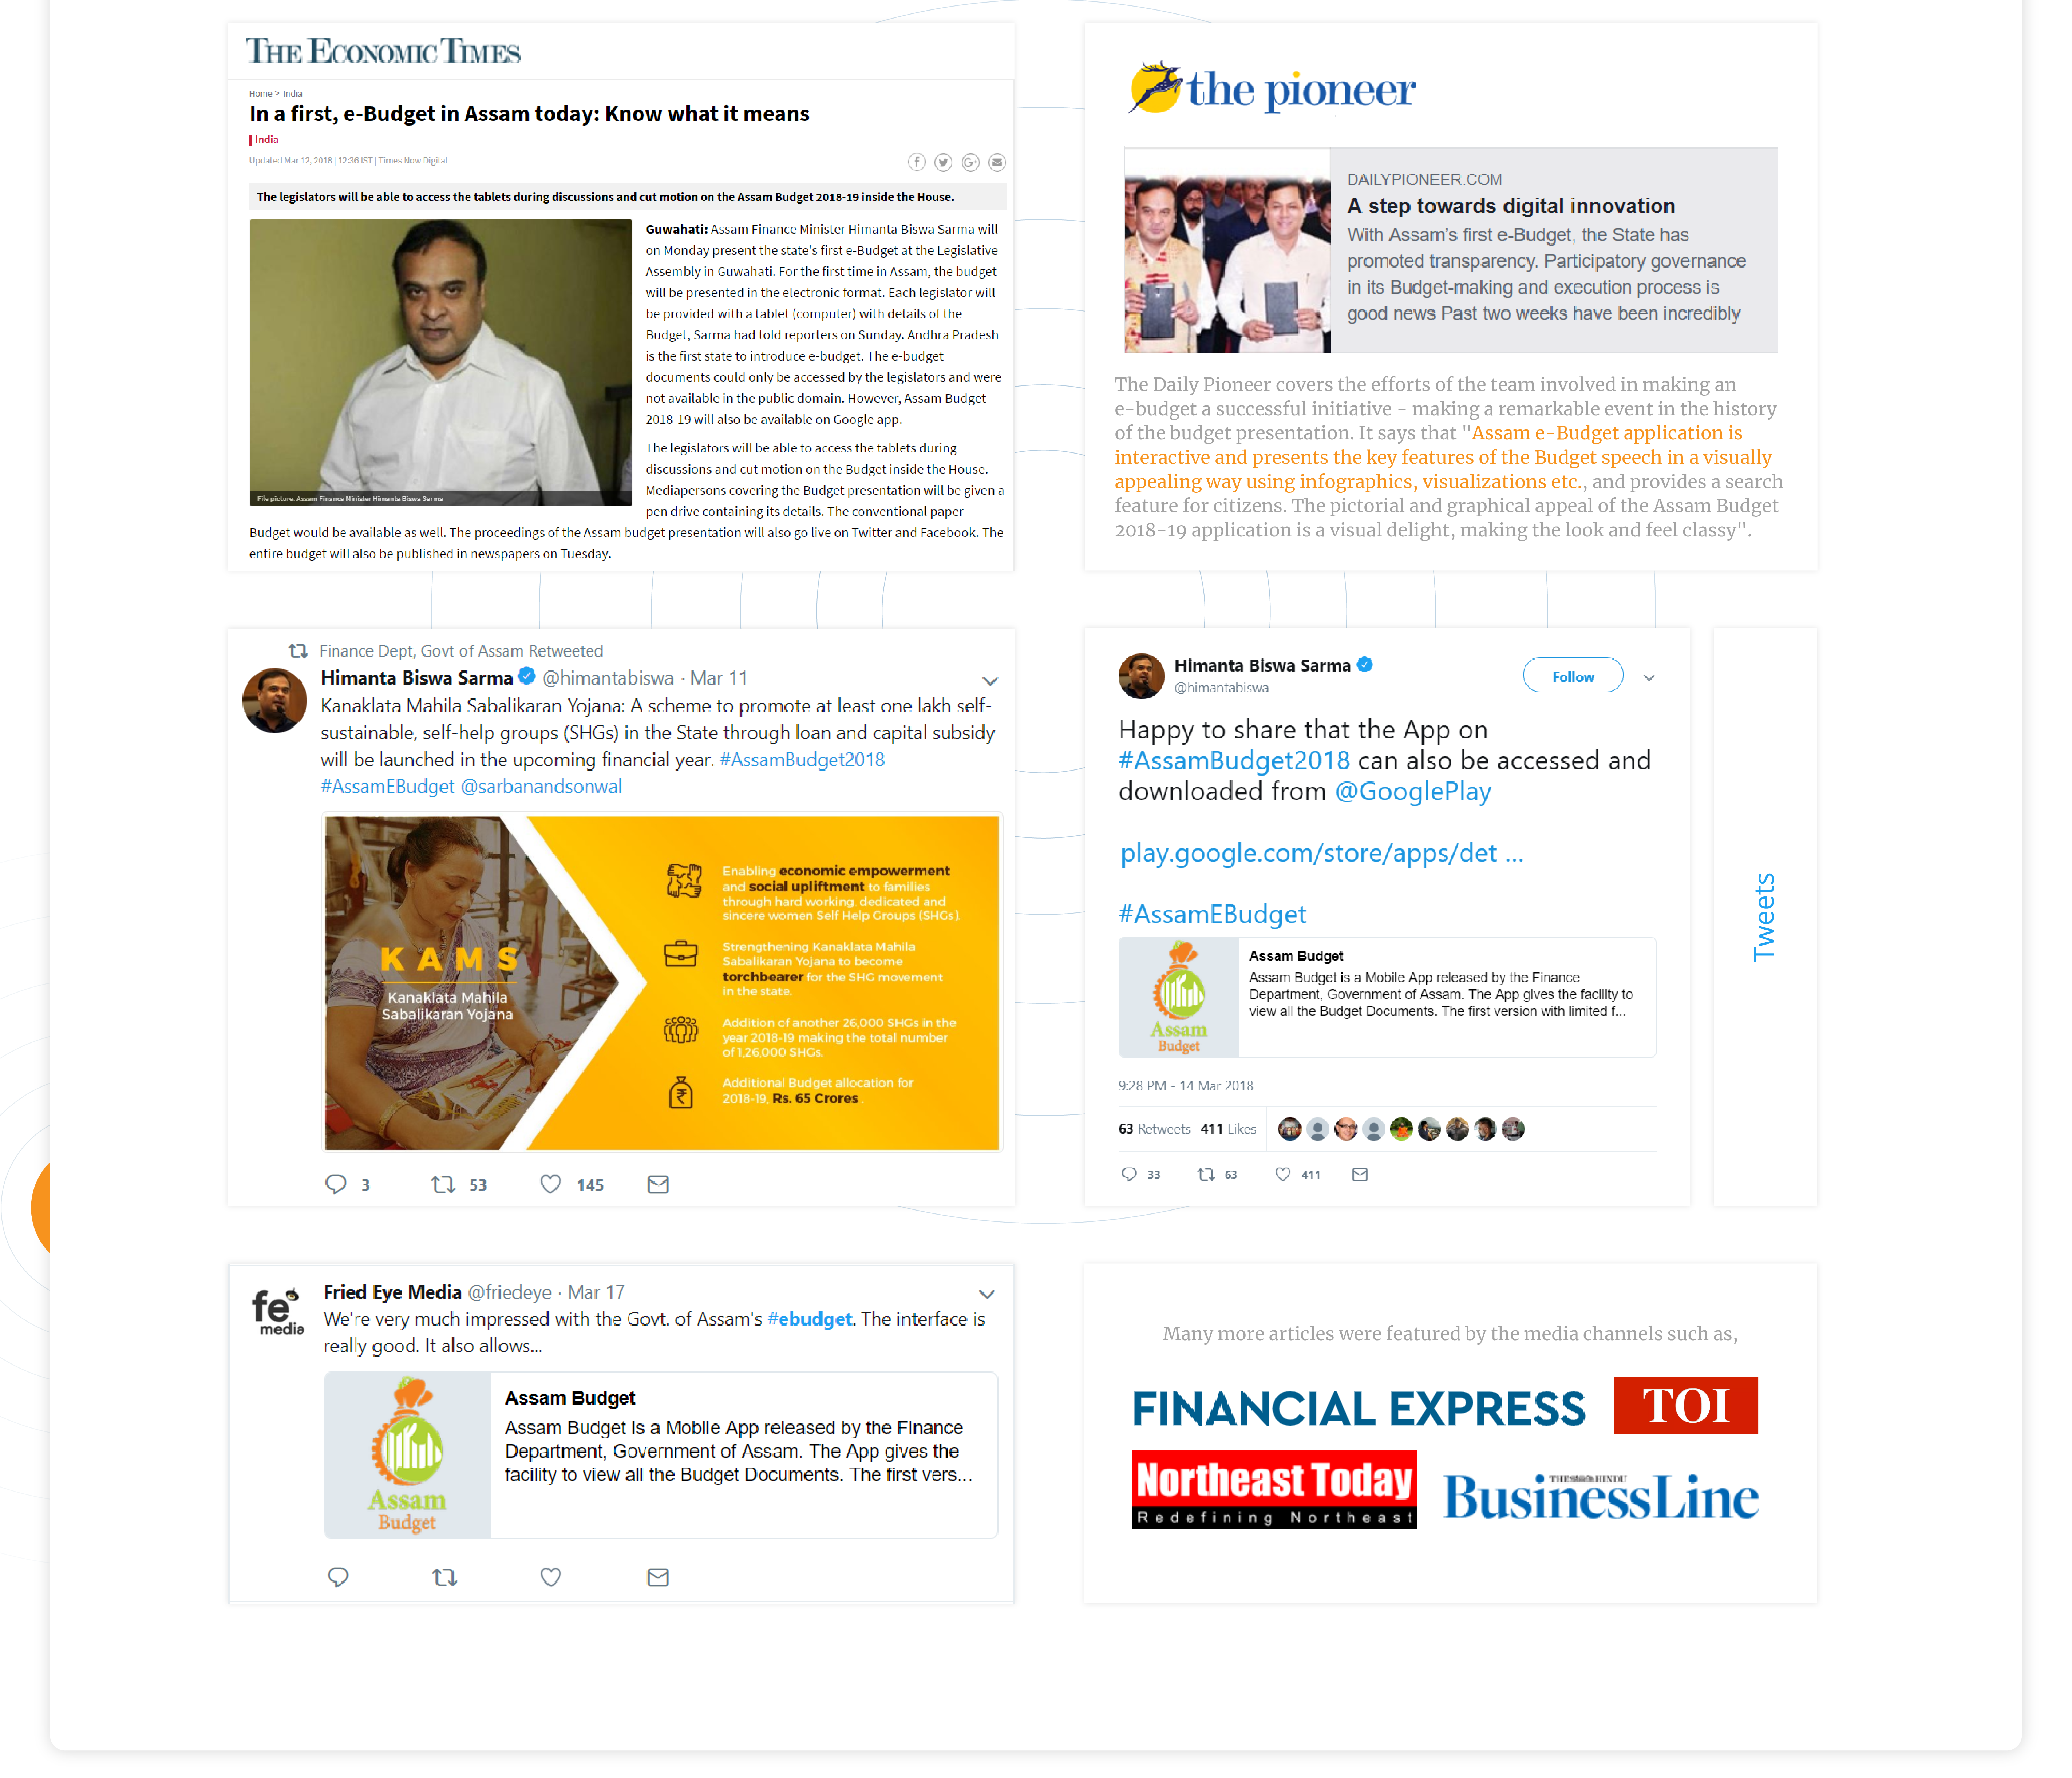 THE ECONOMIC TIMES
Home > India
In a first, e-Budget in Assam today: Know what it means
India
Updated Mar 12, 2018 | 12:36 IST | Times Now Digital
The legislators will be able to access the tablets during discussions and cut motion on the Assam Budget 2018-19 inside the House.
Guwahati: Assam Finance Minister Himanta Biswa Sarma will
on Monday present the state's first e-Budget at the Legislative
Assembly in Guwahati. For the first time in Assam, the budget
will be presented in the electronic format. Each legislator will
be provided with a tablet (computer) with details of the
Budget, Sarma had told reporters on Sunday. Andhra Pradesh
is the first state to introduce e-budget. The e-budget
documents could only be accessed by the legislators and were
not available in the public domain. However, Assam Budget
2018-19 will also be available on Google app.
The legislators will be able to access the tablets during
discussions and cut motion on the Budget inside the House.
Mediapersons covering the Budget presentation will be given a
pen drive containing its details. The conventional paper
Budget would be available as well. The proceedings of the Assam budget presentation will also go live on Twitter and Facebook. The
entire budget will also be published in newspapers on Tuesday.
File picture: Assam Finance Minister Himanta Biswa Sarma
the pioneer
DAILYPIONEER.COM
A step towards digital innovation
With Assam's first e-Budget, the State has
promoted transparency. Participatory governance
in its Budget-making and execution process is
good news Past two weeks have been incredibly
The Daily Pioneer covers the efforts of the team involved in making an
e-budget a successful initiative - making a remarkable event in the history
of the budget presentation. It says that "Assam e-Budget application is
interactive and presents the key features of the Budget speech in a visually
appealing way using infographics, visualizations etc., and provides a search
feature for citizens. The pictorial and graphical appeal of the Assam Budget
2018-19 application is a visual delight, making the look and feel classy".
Finance Dept, Govt of Assam Retweeted
Himanta Biswa Sarma @himantabiswa · Mar 11
Kanaklata Mahila Sabalikaran Yojana: A scheme to promote at least one lakh self-
sustainable, self-help groups (SHGs) in the State through loan and capital subsidy
will be launched in the upcoming financial year. #AssamBudget2018
#AssamEBudget @sarbanandsonwal
KAMS
Kanaklata Mahila
Sabalikaran Yojana
Enabling economic empowerment
and social upliftment to families
through hard working, dedicated and
sincere women Self Help Groups (SHGs).
Strengthening Kanaklata Mahila
Sabalikaran Yojana to become
torchbearer for the SHG movement
in the state.
Addition of another 26,000 SHGs in the
year 2018-19 making the total number
of 1,26,000 SHGs.
Additional Budget allocation for
2018-19, Rs. 65 Crores
3 53 145
Himanta Biswa Sarma
@himantabiswa
Follow
Happy to share that the App on
#AssamBudget2018 can also be accessed and
downloaded from @GooglePlay
play.google.com/store/apps/det ...
#AssamEBudget
Assam
Budget
Assam Budget
Assam Budget is a Mobile App released by the Finance
Department, Government of Assam. The App gives the facility to
view all the Budget Documents. The first version with limited f...
9:28 PM - 14 Mar 2018
63 Retweets 411 Likes
33 63 411
Tweets
fe
media
Fried Eye Media @friedeye · Mar 17
We're very much impressed with the Govt. of Assam's #ebudget. The interface is
really good. It also allows...
Assam
Budget
Assam Budget
Assam Budget is a Mobile App released by the Finance
Department, Government of Assam. The App gives the
facility to view all the Budget Documents. The first vers...
Many more articles were featured by the media channels such as,
FINANCIAL EXPRESS
TOI
Northeast Today
Redefining Northeast
THE HINDU
BusinessLine